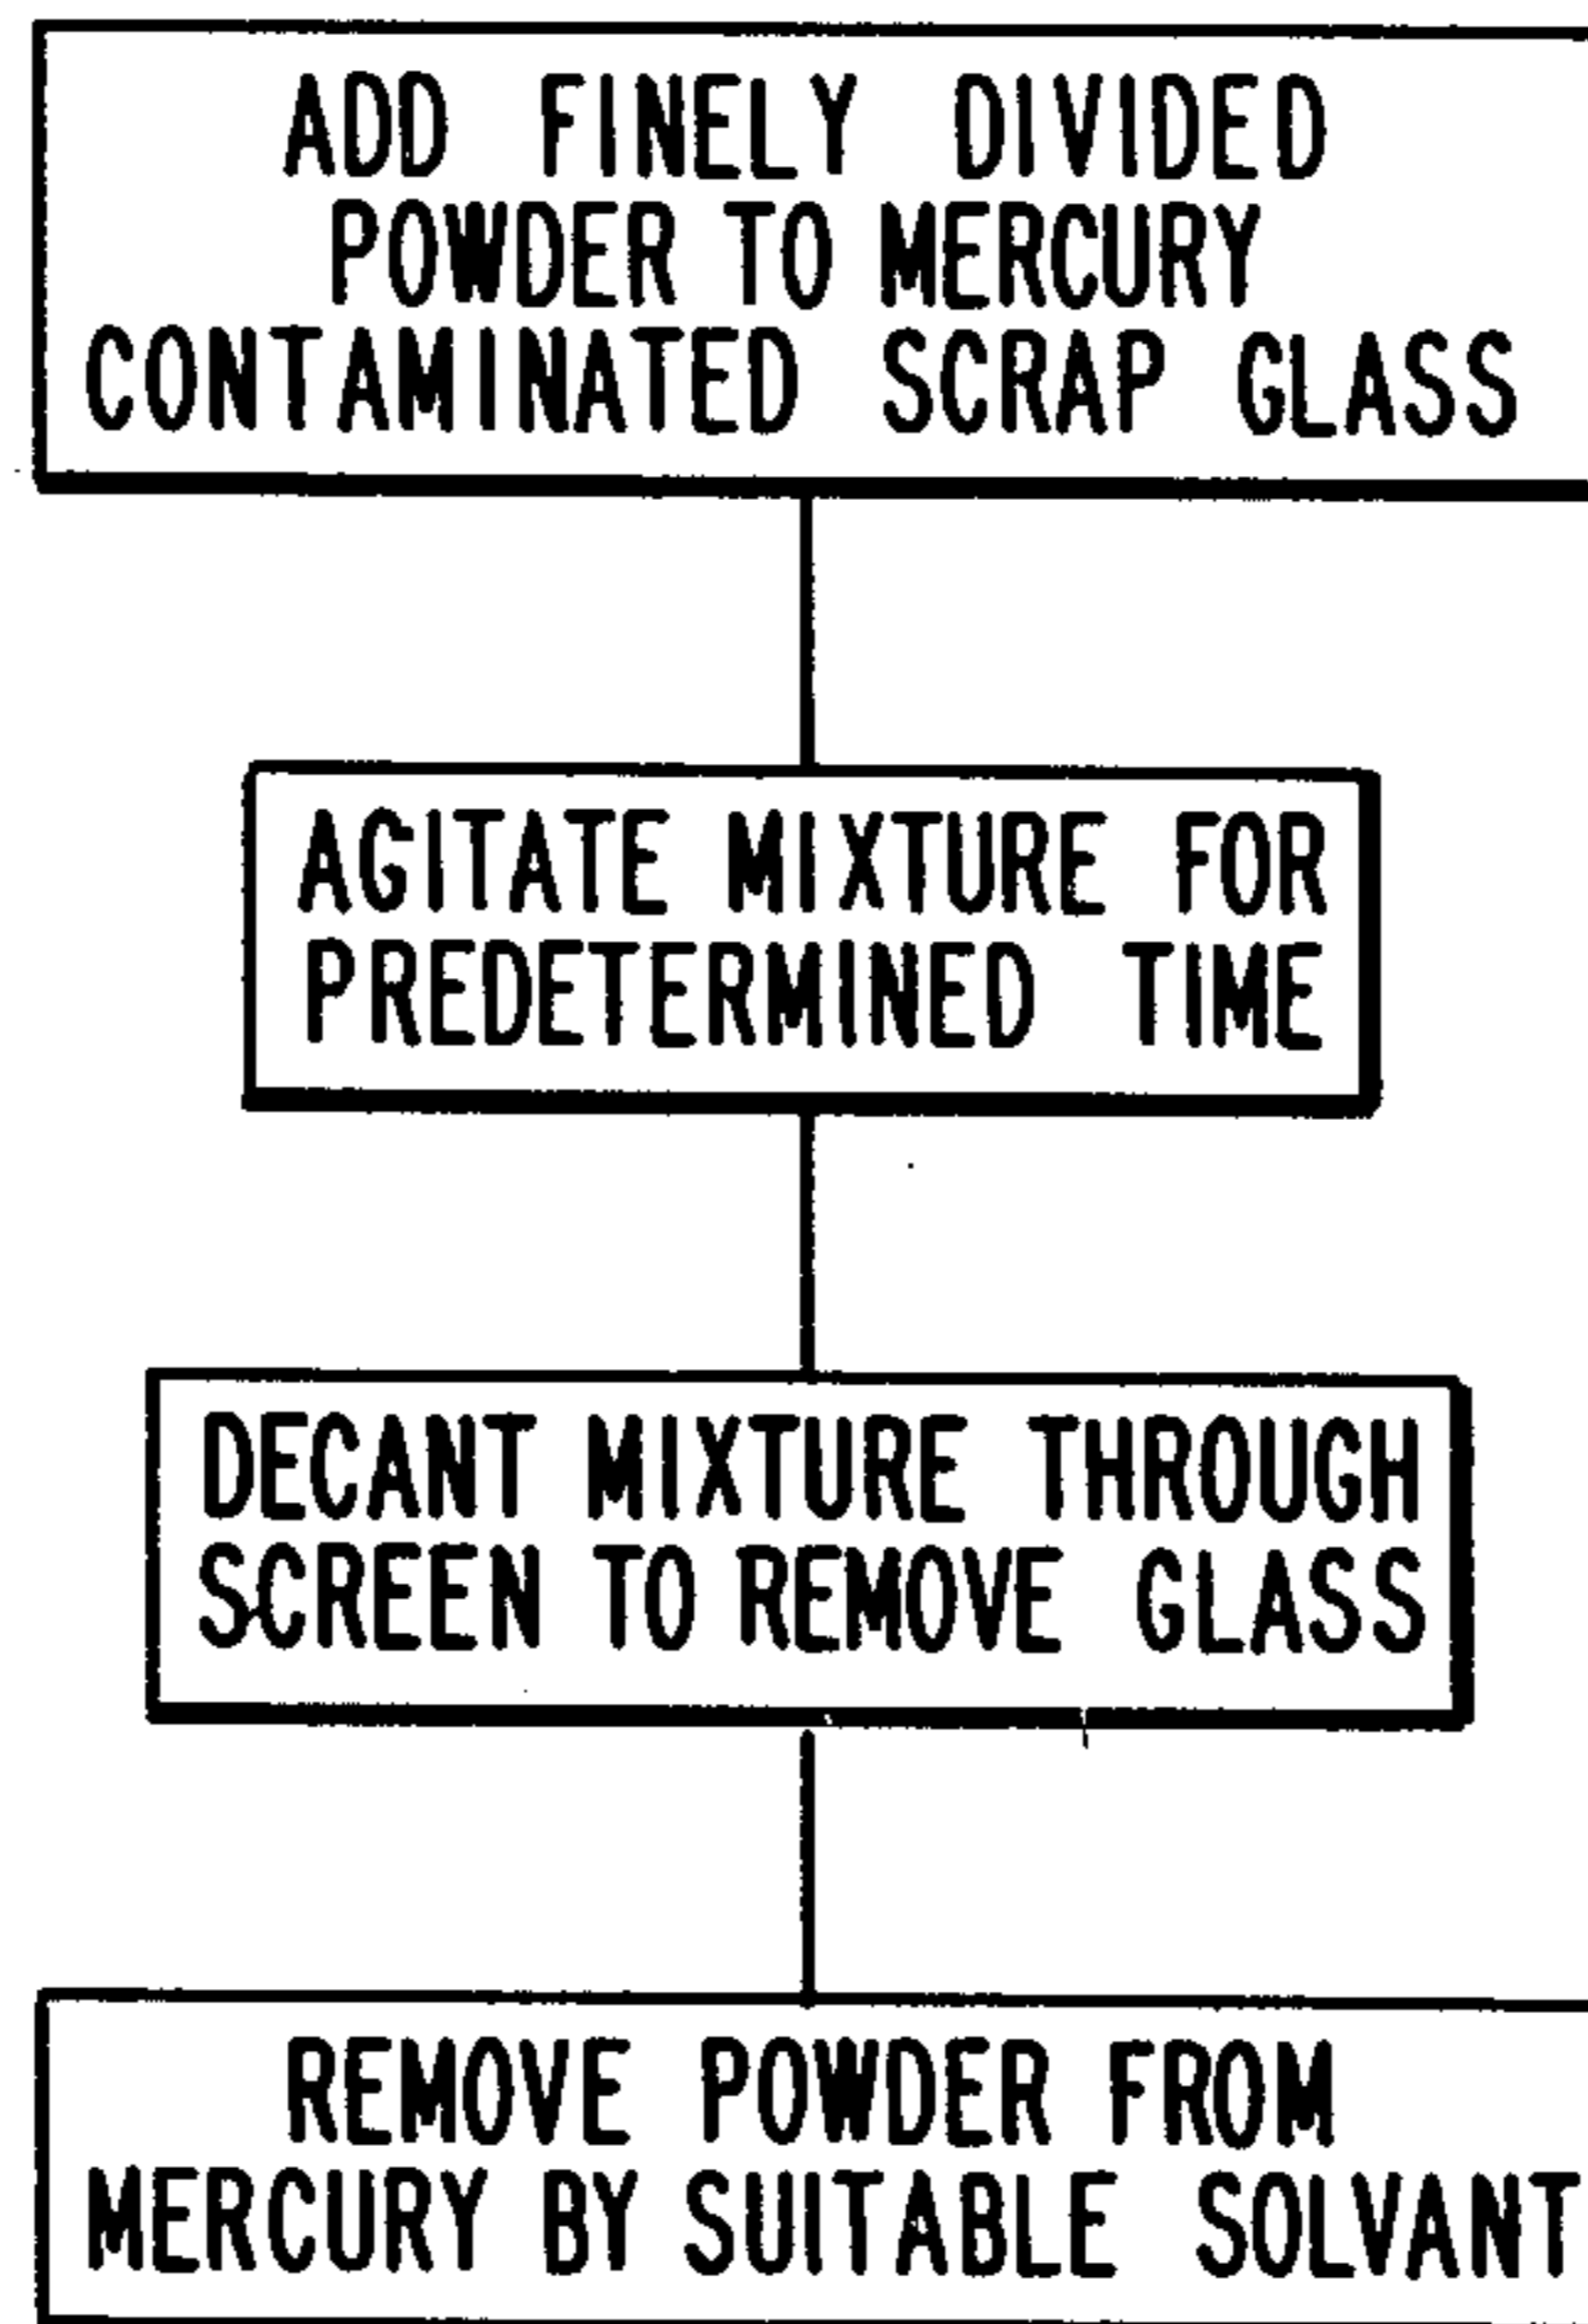 ADD FINELY DIVIDED
POWDER TO MERCURY
CONTAMINATED SCRAP GLASS
AGITATE MIXTURE FOR
PREDETERMINED TIME
DECANT MIXTURE THROUGH
SCREEN TO REMOVE GLASS
REMOVE POWDER FROM
MERCURY BY SUITABLE SOLVANT